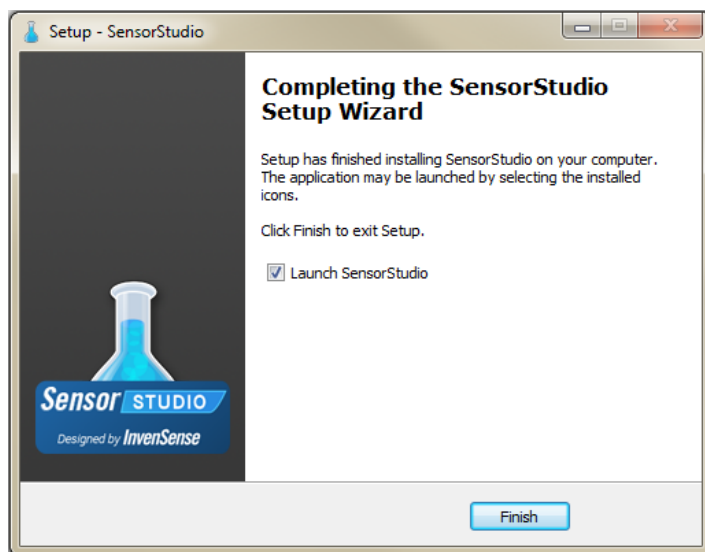 Setup - SensorStudio
Completing the SensorStudio
Setup Wizard
Setup has finished installing SensorStudio on your computer.
The application may be launched by selecting the installed
icons.
Click Finish to exit Setup.
Launch SensorStudio
Sensor STUDIO
Designed by InvenSense
Finish